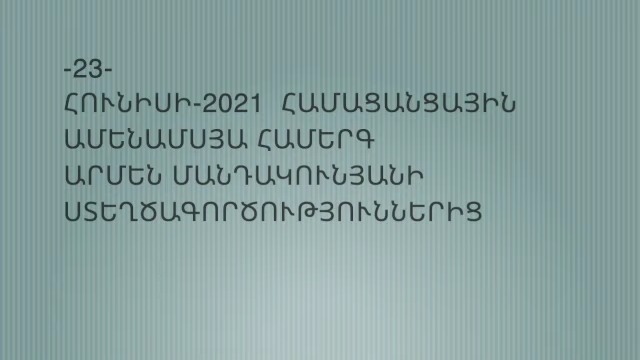 -23-
ՀՈՒՆԻՍԻ-2021 ՀԱՄԱՑԱՆՑԱՅԻՆ
ԱՄԵՆԱՄՍՅԱ ՀԱՄԵՐԳ
ԱՐՄԵՆ ՄԱՆԴԱԿՈՒՆՅԱՆԻ
ՍՏԵՂԾԱԳՈՐԾՈՒԹՅՈՒՆՆԵՐԻՑ